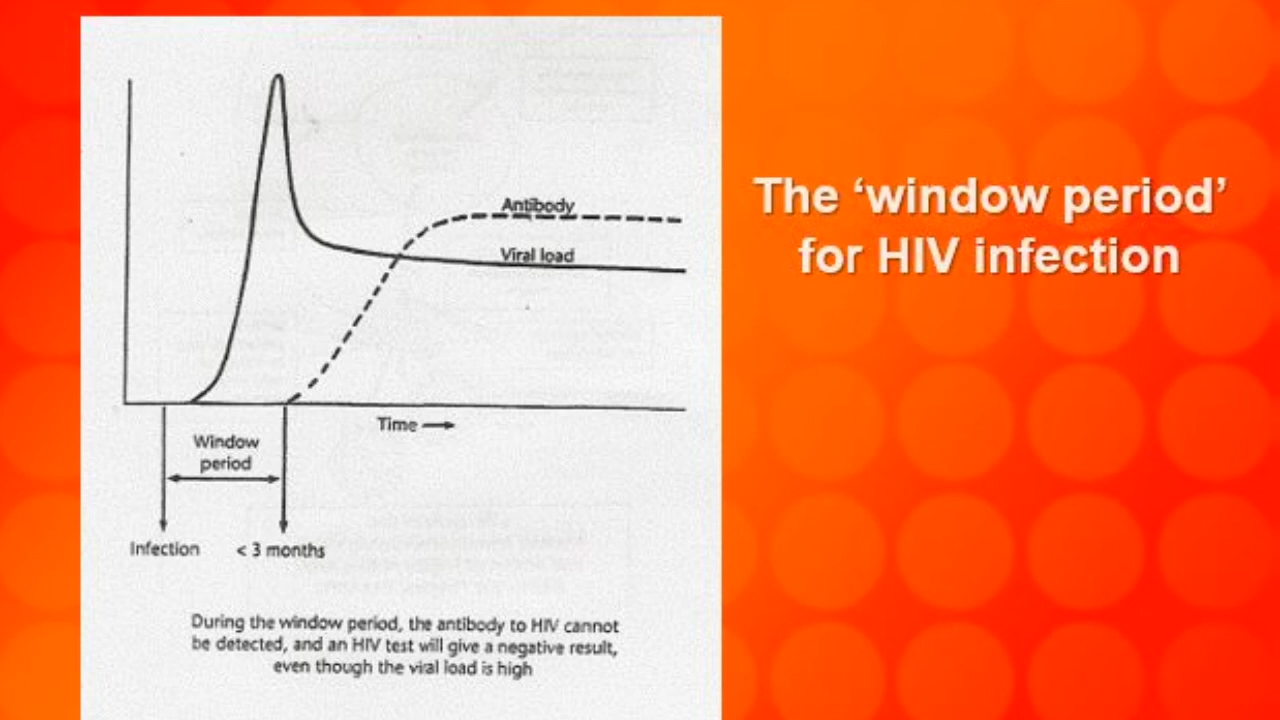 The ‘window period’
for HIV infection
Antibody
Viral load
Time
Window
period
Infection
< 3 months
During the window period, the antibody to HIV cannot
be detected, and an HIV test will give a negative result,
even though the viral load is high